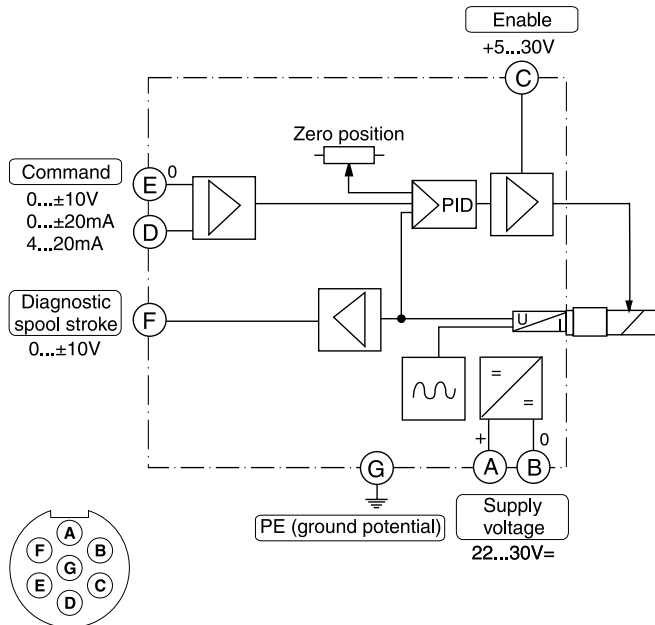 Enable
+5...30V
C
Zero position
Command
0...±10V
0...±20mA
4...20mA
E
0
D
PID
Diagnostic
spool stroke
0...±10V
F
U
I
=
=
+
0
G
A
B
PE (ground potential)
Supply
voltage
22...30V=
A
F
B
G
E
C
D